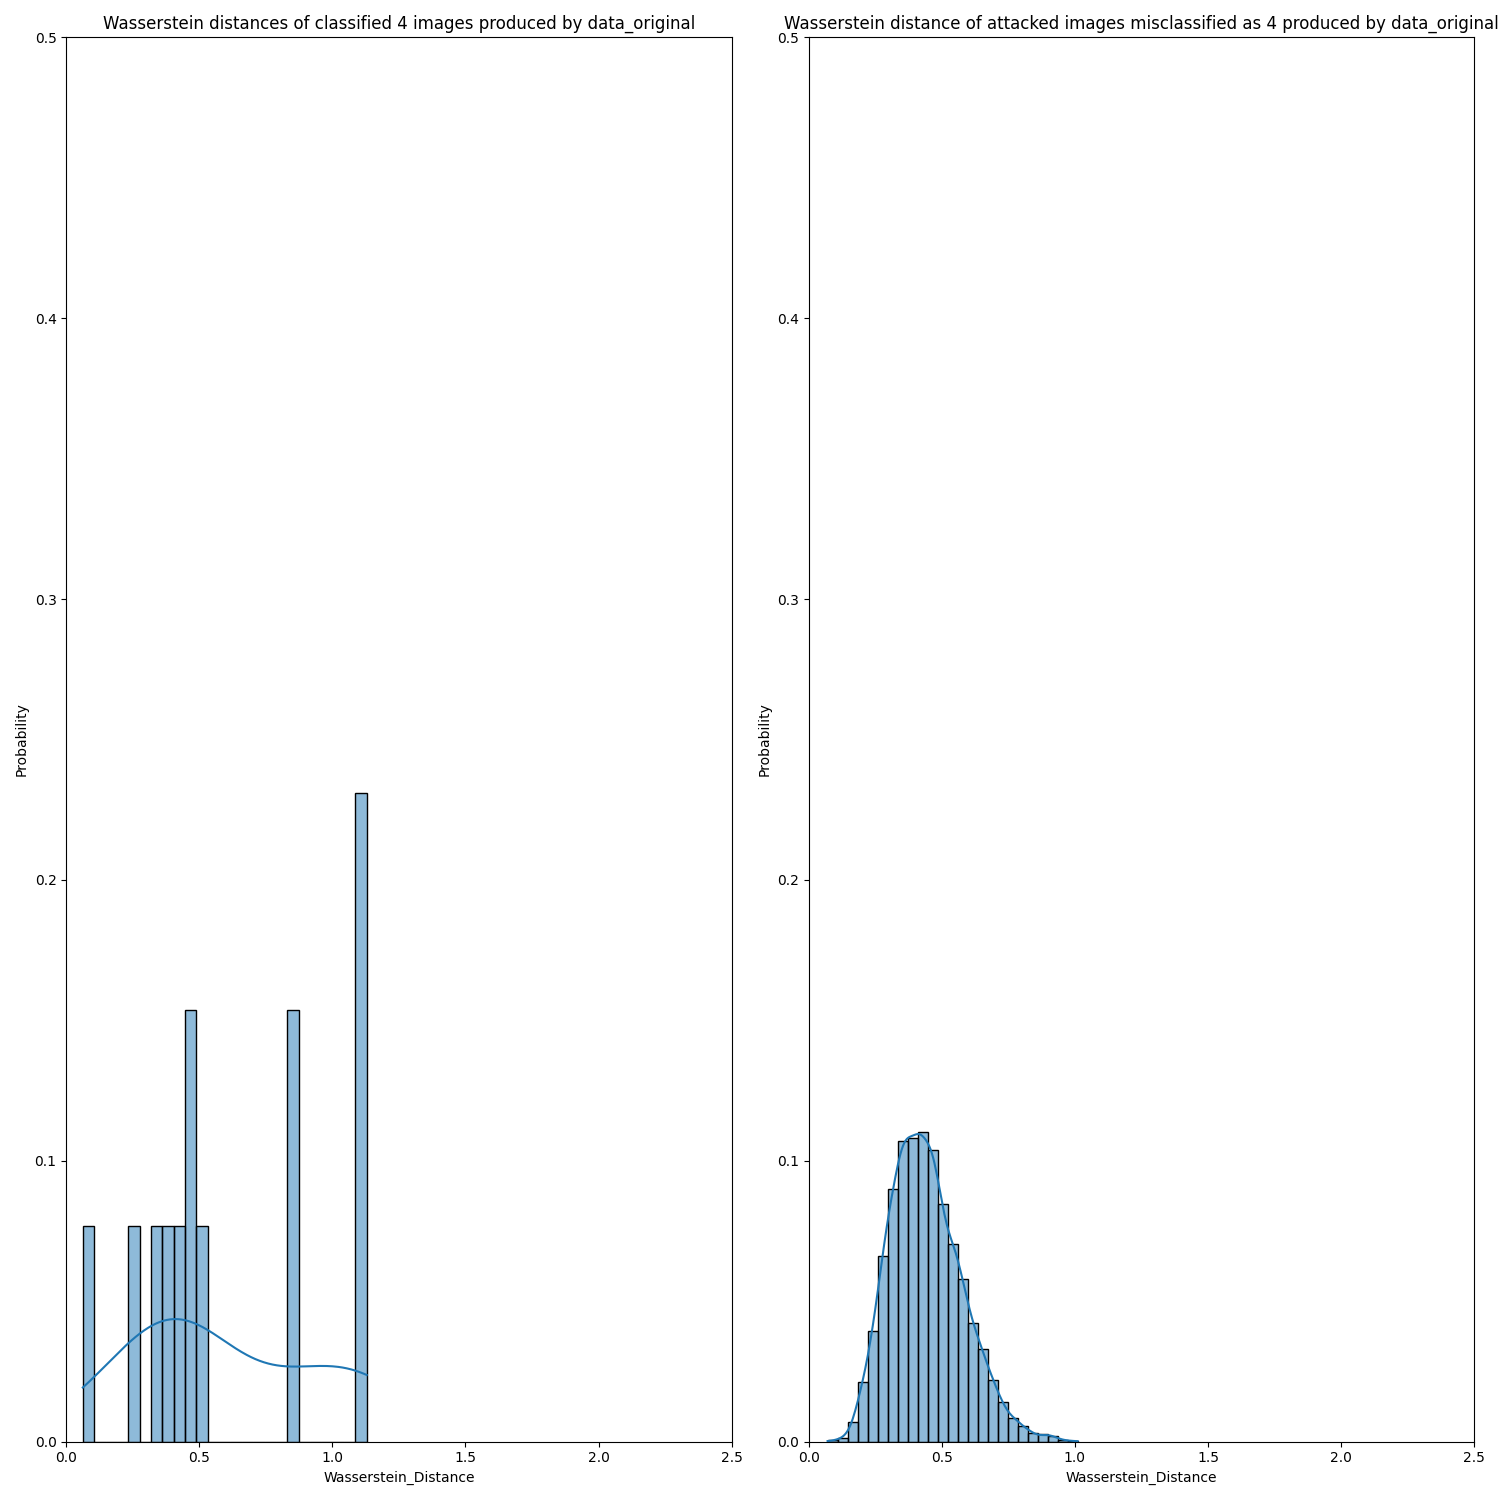 Wasserstein distances of classified 4 images produced by data_original
0.5
0.4
0.3
0.2
0.1
0.0
Probability
0.0 0.5 1.0 1.5 2.0 2.5
Wasserstein_Distance
Wasserstein distance of attacked images misclassified as 4 produced by data_original
0.5
0.4
0.3
0.2
0.1
0.0
Probability
0.0 0.5 1.0 1.5 2.0 2.5
Wasserstein_Distance